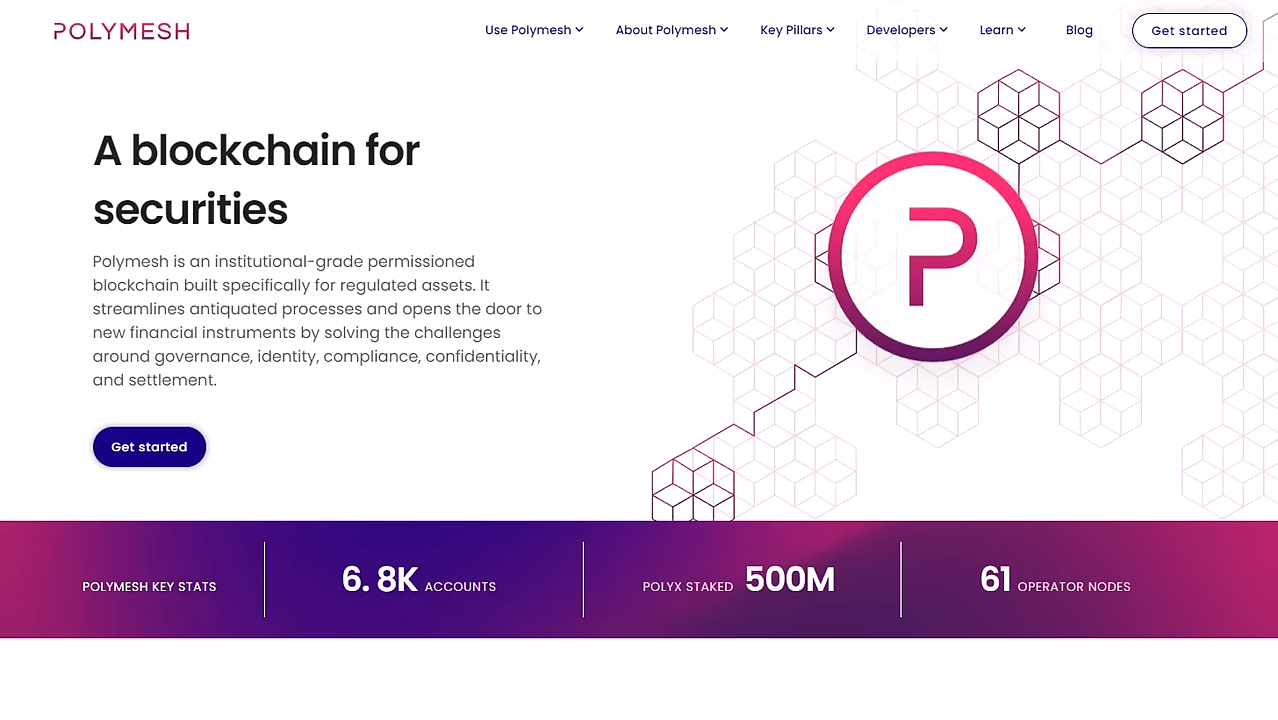 POLYMESH
Use Polymesh
About Polymesh
Key Pillars
Developers
Learn
Blog
Get started
A blockchain for
securities
Polymesh is an institutional-grade permissioned
blockchain built specifically for regulated assets. It
streamlines antiquated processes and opens the door to
new financial instruments by solving the challenges
around governance, identity, compliance, confidentiality,
and settlement.
Get started
P
POLYMESH KEY STATS
6. 8K ACCOUNTS
POLYX STAKED 500M
61 OPERATOR NODES